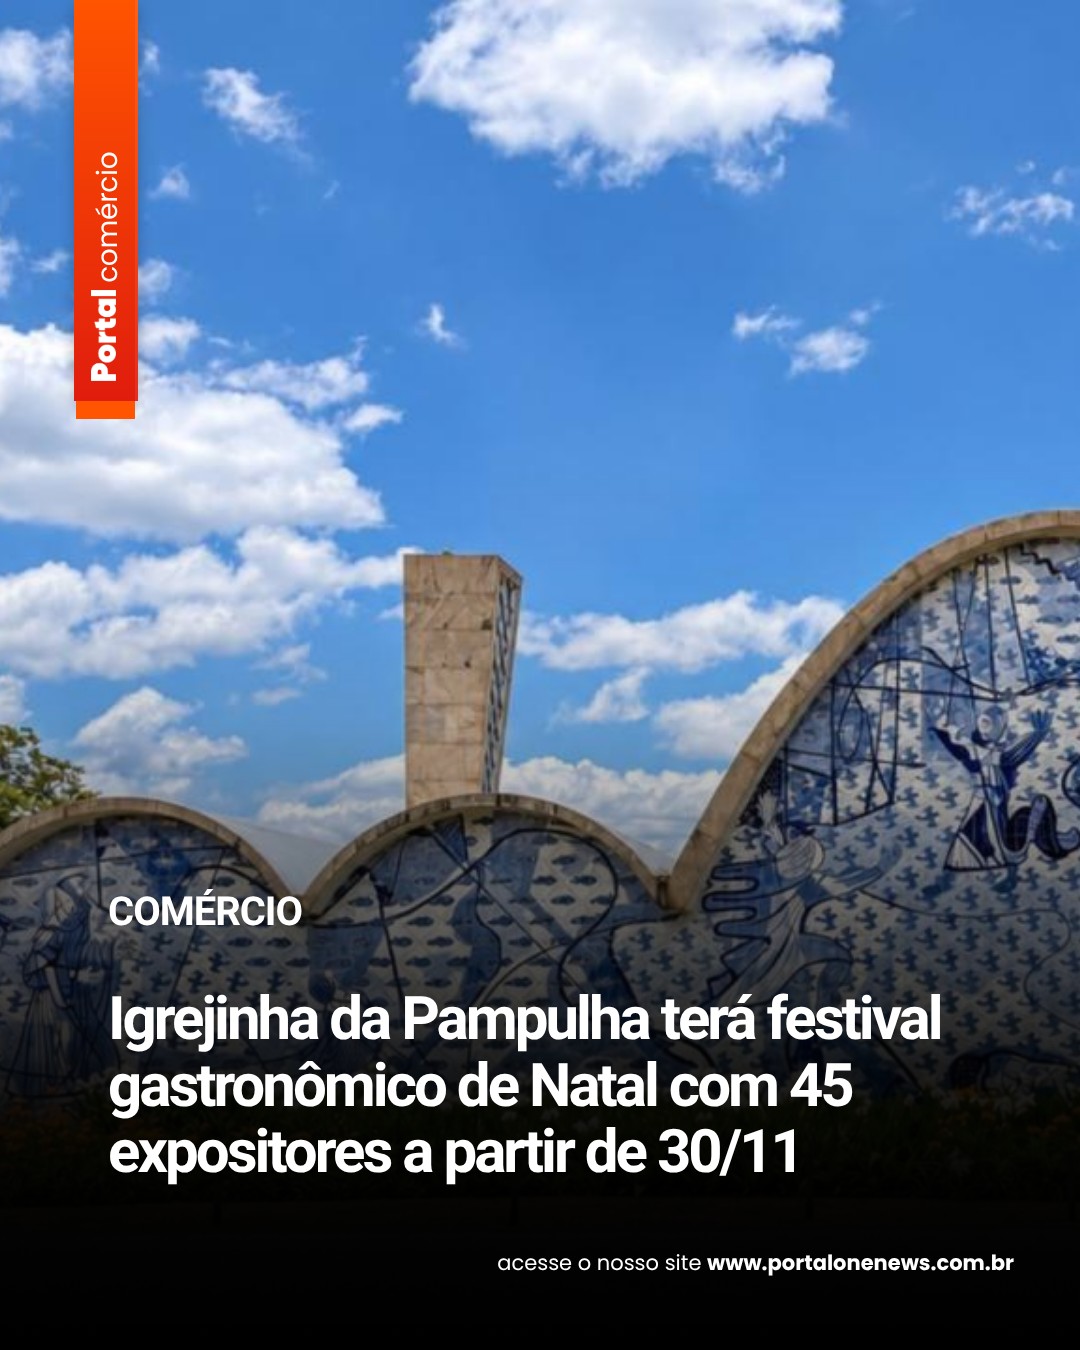 Portal comércio
COMÉRCIO
Igrejinha da Pampulha terá festival
gastronômico de Natal com 45
expositores a partir de 30/11
acesse o nosso site www.portalonenews.com.br